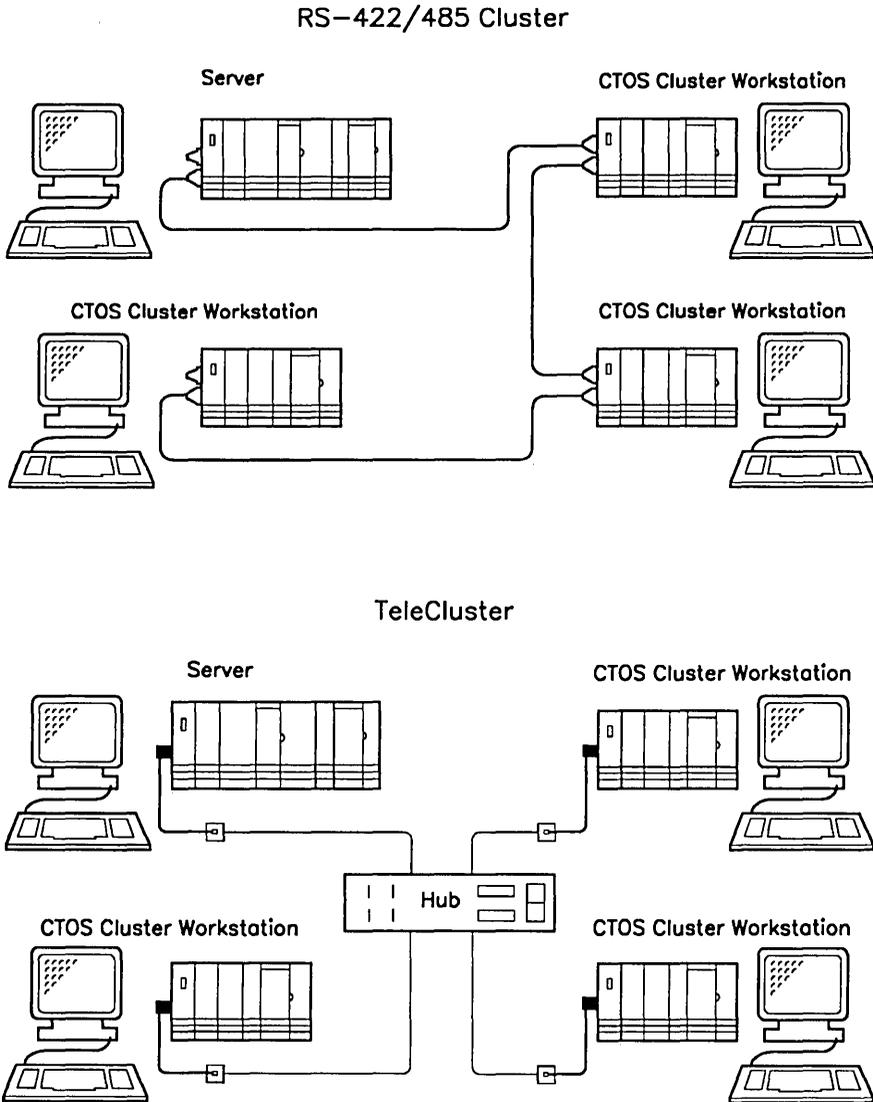 RS-422/485 Cluster
Server
CTOS Cluster Workstation
CTOS Cluster Workstation
CTOS Cluster Workstation
TeleCluster
Server
CTOS Cluster Workstation
Hub
CTOS Cluster Workstation
CTOS Cluster Workstation